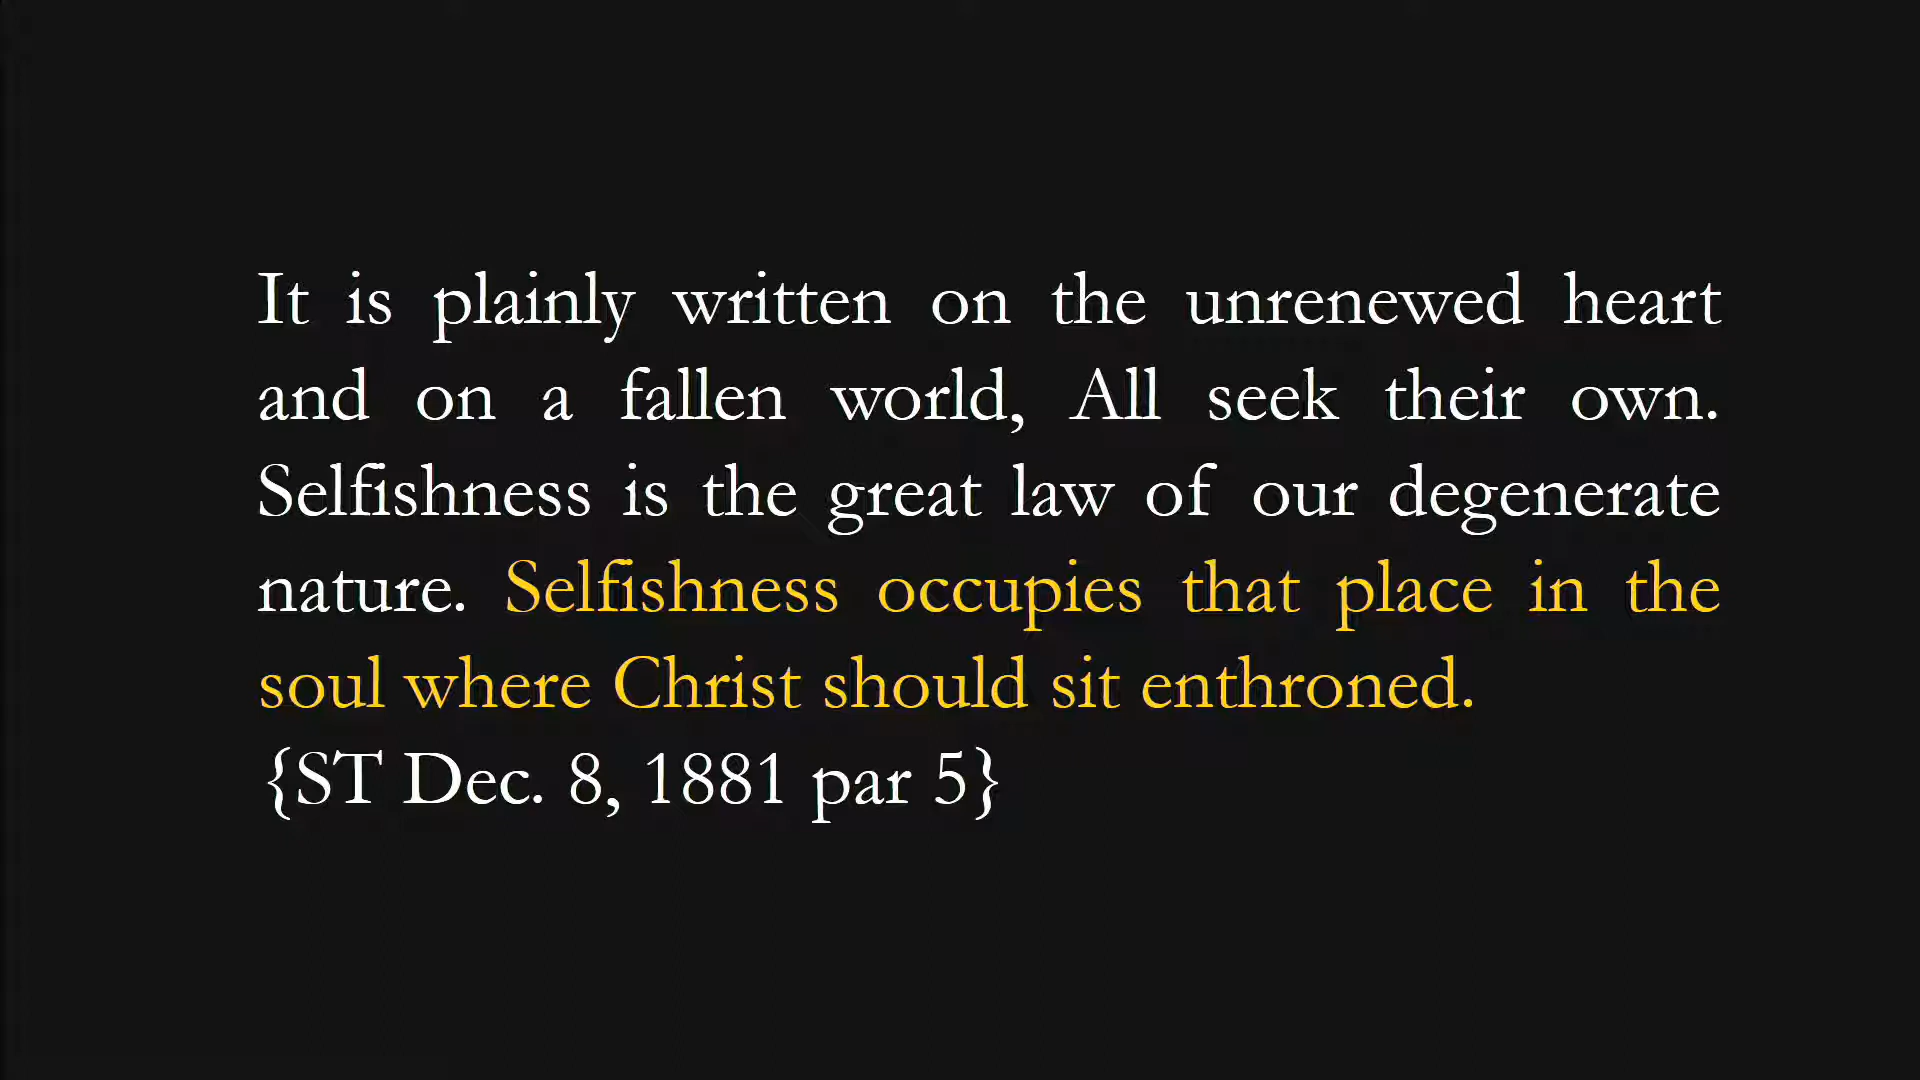 It is plainly written on the unrenewed heart
and on a fallen world, All seek their own.
Selfishness is the great law of our degenerate
nature. Selfishness occupies that place in the
soul where Christ should sit enthroned.
{ST Dec. 8, 1881 par 5}